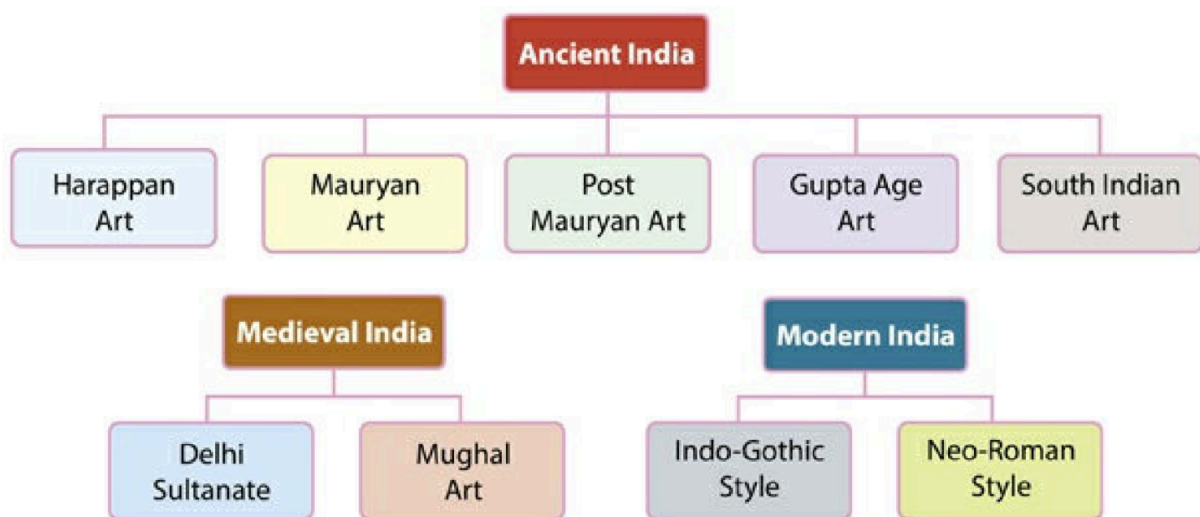 Ancient India
Harappan
Art
Mauryan
Art
Post
Mauryan Art
Gupta Age
Art
South Indian
Art
Medieval India
Modern India
Delhi
Sultanate
Mughal
Art
Indo-Gothic
Style
Neo-Roman
Style